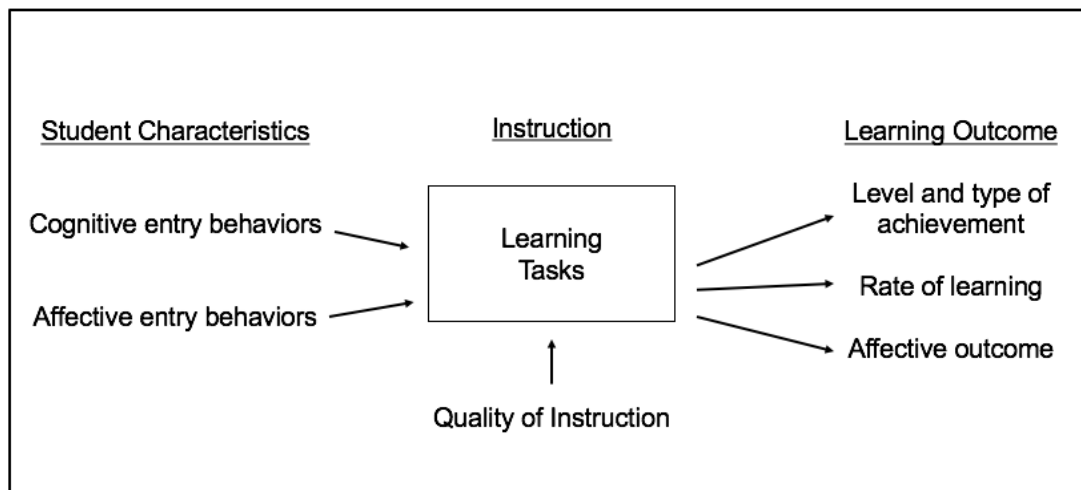 Student Characteristics
Instruction
Learning Outcome
Cognitive entry behaviors
Affective entry behaviors
Learning
Tasks
Quality of Instruction
Level and type of
achievement
Rate of learning
Affective outcome